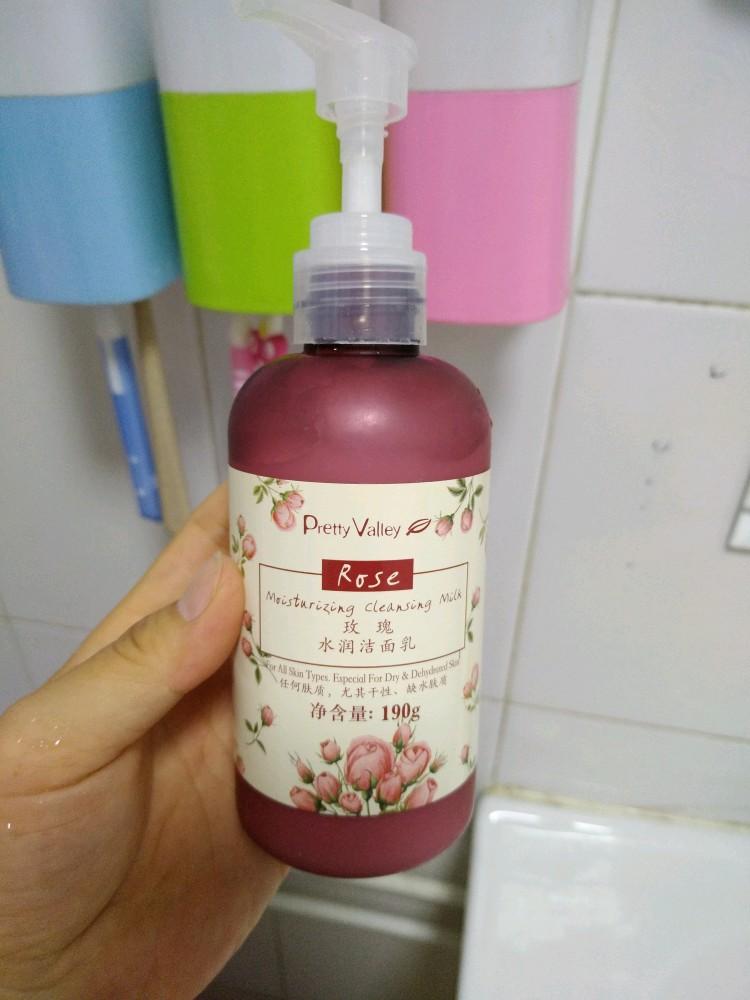 Pretty Valley
Rose
Moisturizing Cleansing Milk
玫 瑰
水润洁面乳
For All Skin Types. Especial For Dry & Dehydrated Skin
任何肤质，尤其干性、缺水肤质
净含量: 190g